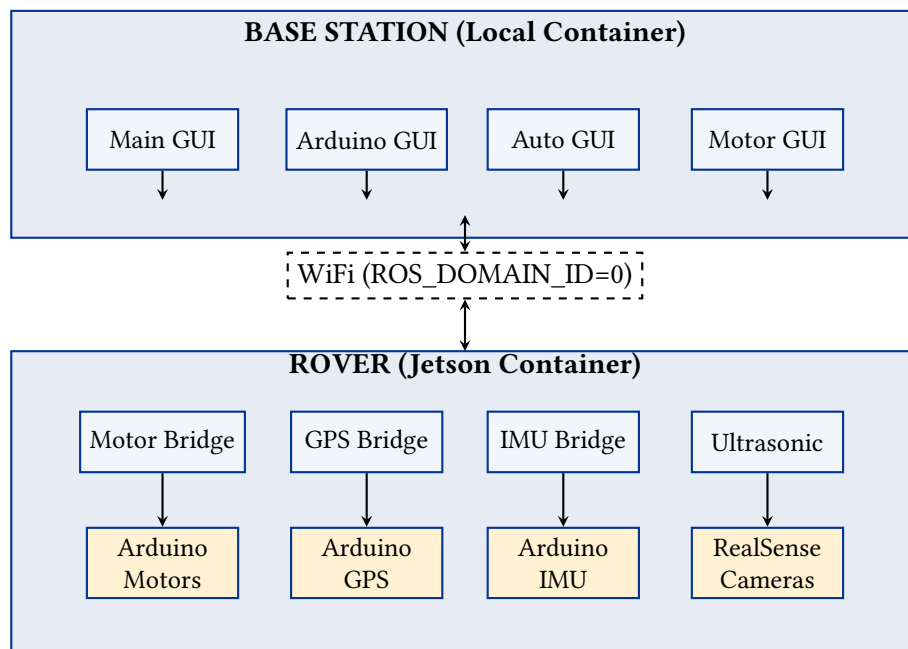 BASE STATION (Local Container)
Main GUI
Arduino GUI
Auto GUI
Motor GUI
WiFi (ROS_DOMAIN_ID=0)
ROVER (Jetson Container)
Motor Bridge
GPS Bridge
IMU Bridge
Ultrasonic
Arduino
Motors
Arduino
GPS
Arduino
IMU
RealSense
Cameras